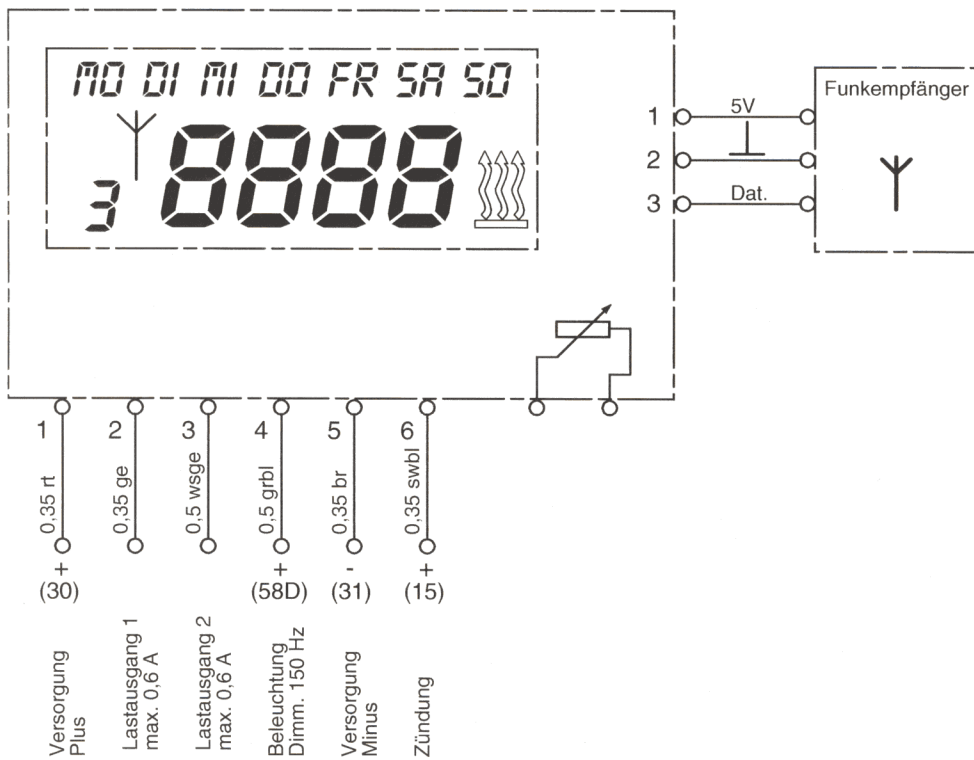 MO DI MI DO FR SA SO
3 8888
Funkempfänger
1 5V
2
3 Dat.
1 2 3 4 5 6
0,35 rt
0,35 ge
0,5 wsge
0,5 grbl
0,35 br
0,35 swbl
+ + - +
(30) (58D) (31) (15)
Versorgung
Plus
Lastausgang 1
max. 0,6 A
Lastausgang 2
max. 0,6 A
Beleuchtung
Dimm. 150 Hz
Versorgung
Minus
Zündung